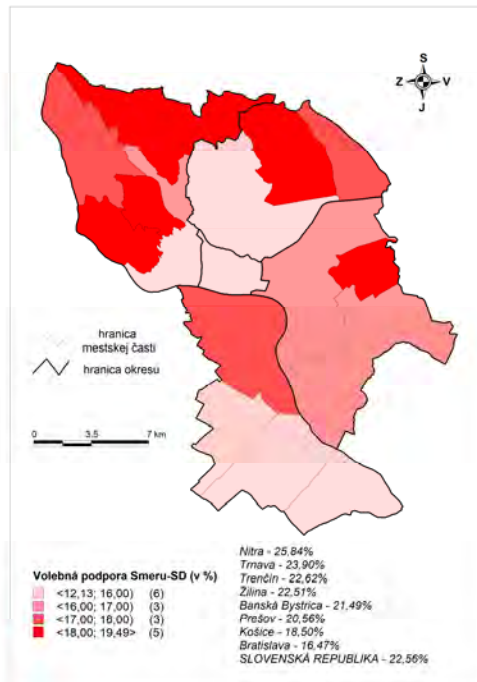 S
Z V
J
hranica
mestskej časti
hranica okresu
0 3,5 7 km
Volebná podpora Smeru-SD (v %)
<12,13; 16,00) (6)
<16,00; 17,00) (3)
<17,00; 18,00) (3)
<18,00; 19,49> (5)
Nitra - 25,84%
Trnava - 23,90%
Trenčín - 22,62%
Žilina - 22,51%
Banská Bystrica - 21,49%
Prešov - 20,56%
Košice - 18,50%
Bratislava - 16,47%
SLOVENSKÁ REPUBLIKA - 22,56%